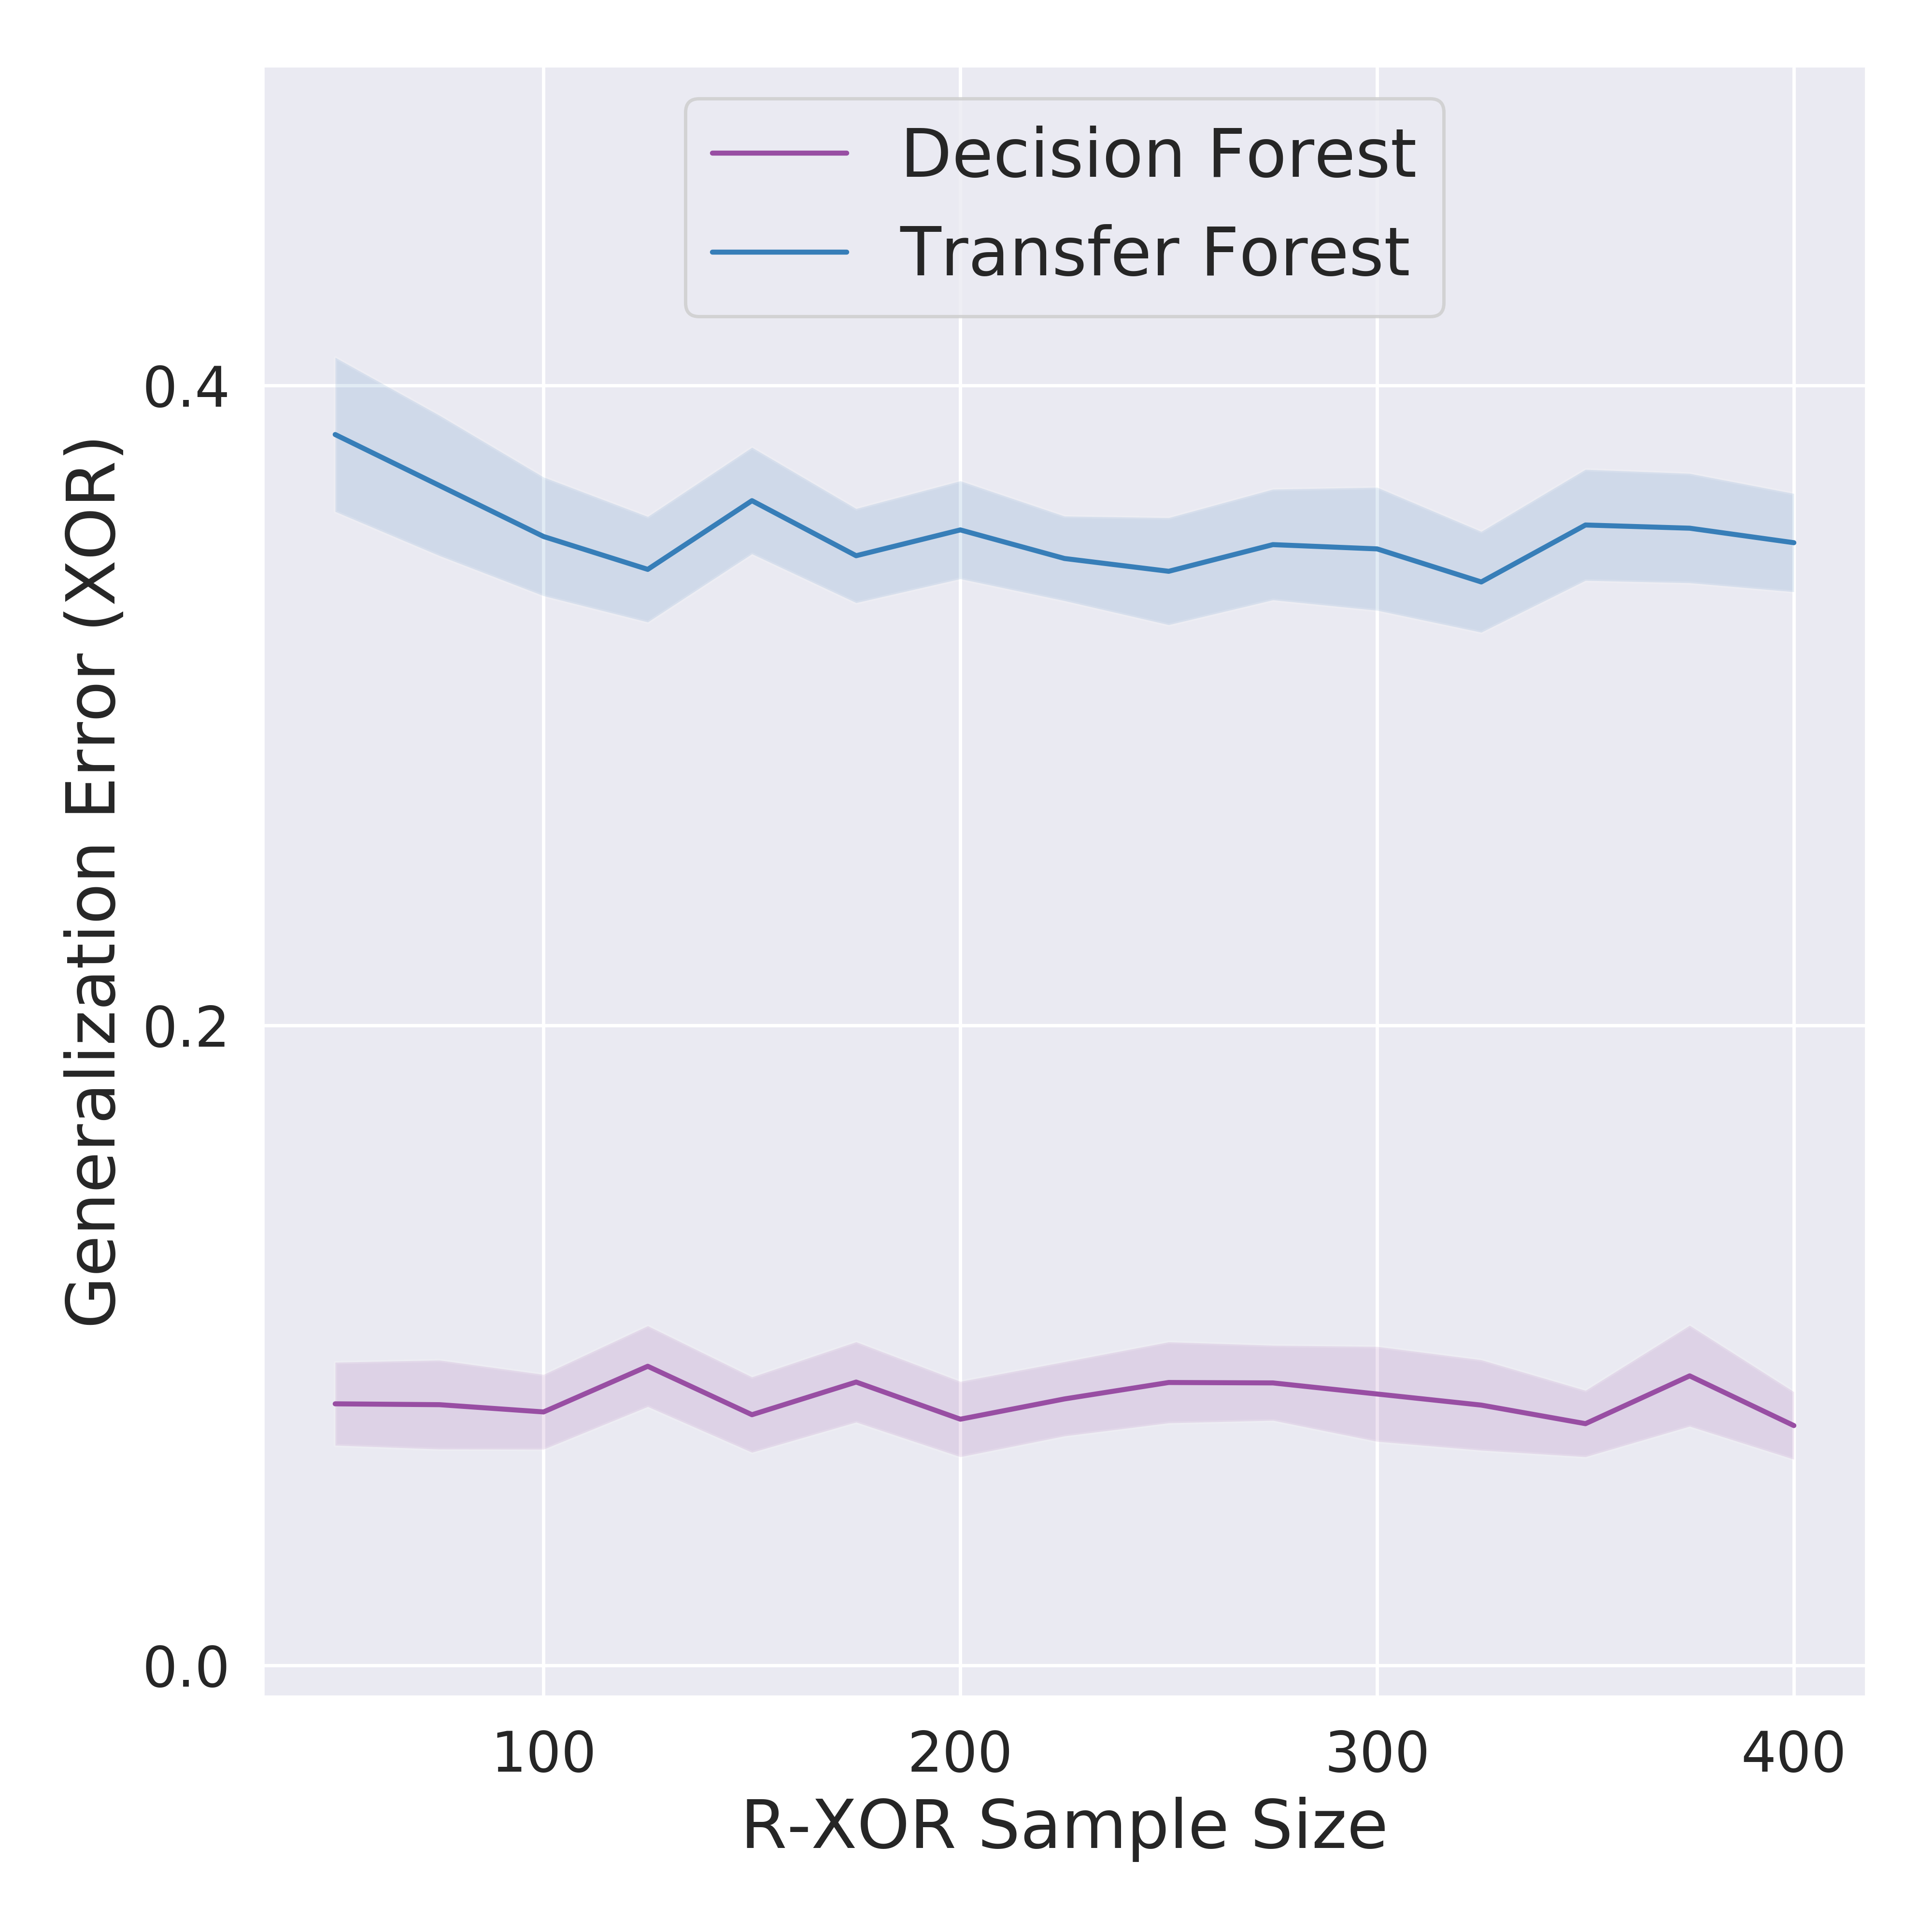 Decision Forest
Transfer Forest
0.4
0.2
0.0
Generalization Error (XOR)
100
200
300
400
R-XOR Sample Size